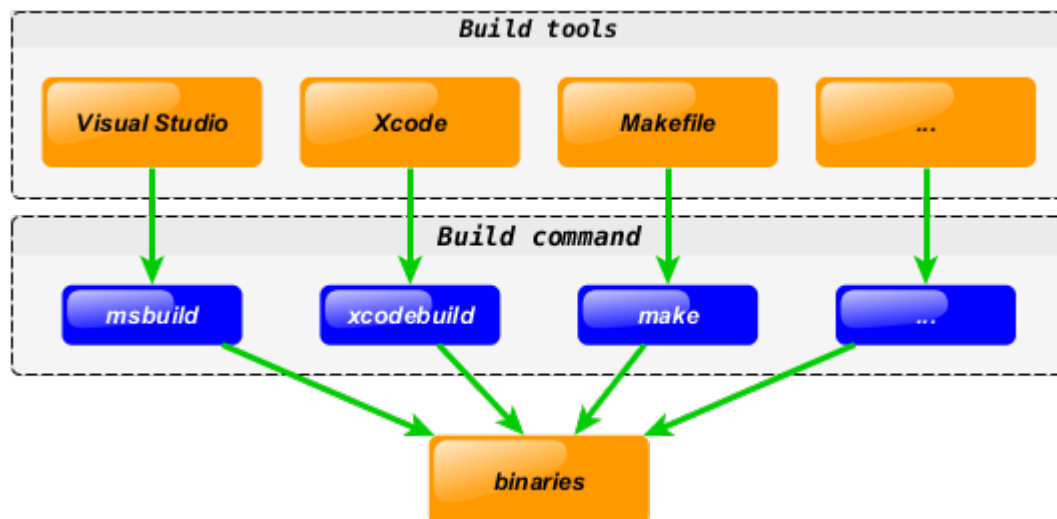 Build tools
Visual Studio
Xcode
Makefile
...
Build command
msbuild
xcodebuild
make
...
binaries